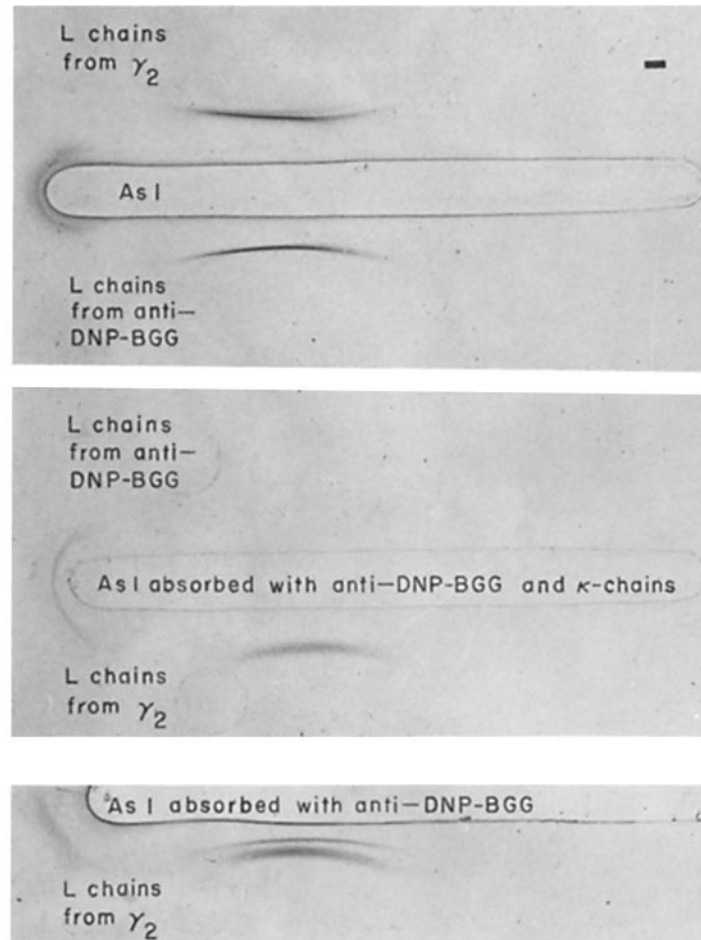 L chains
from γ₂
As I
L chains
from anti—
DNP-BGG
L chains
from anti—
DNP-BGG
As I absorbed with anti—DNP-BGG and κ-chains
L chains
from γ₂
As I absorbed with anti—DNP-BGG
L chains
from γ₂